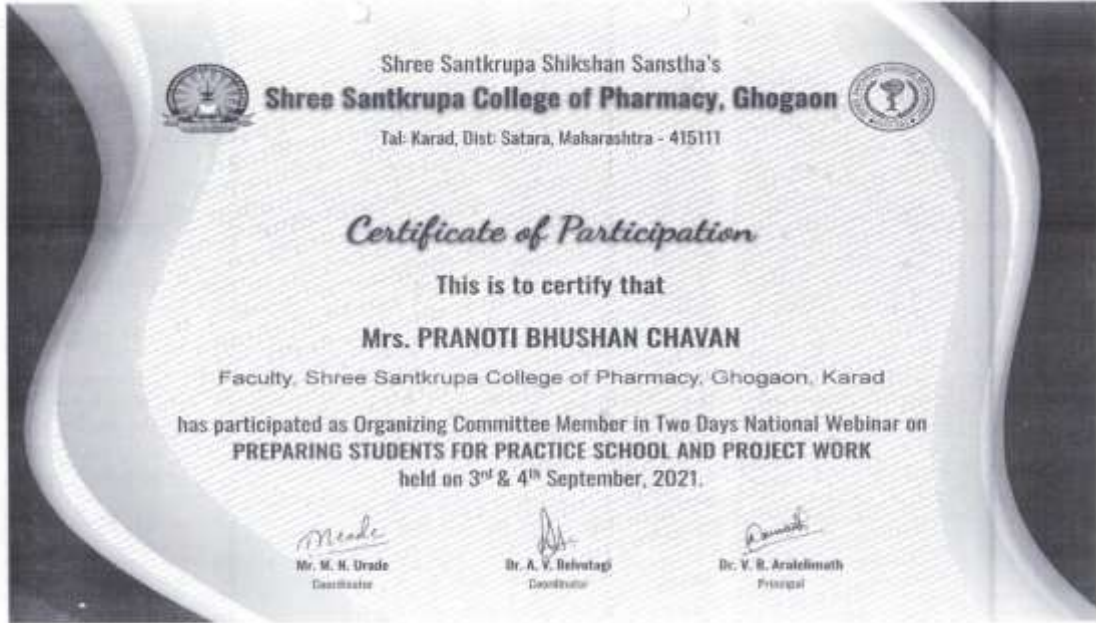 Shree Santkrupa Shikshan Sanstha's
Shree Santkrupa College of Pharmacy, Ghogaon
Tal: Karad, Dist: Satara, Maharashtra - 415111
Certificate of Participation
This is to certify that
Mrs. PRANOTI BHUSHAN CHAVAN
Faculty, Shree Santkrupa College of Pharmacy, Ghogaon, Karad
has participated as Organizing Committee Member in Two Days National Webinar on
PREPARING STUDENTS FOR PRACTICE SCHOOL AND PROJECT WORK
held on 3rd & 4th September, 2021.
Mr. M. N. Urade Dr. A. V. Belvotagi Dr. V. B. Aralelimath
Coordinator Coordinator Principal